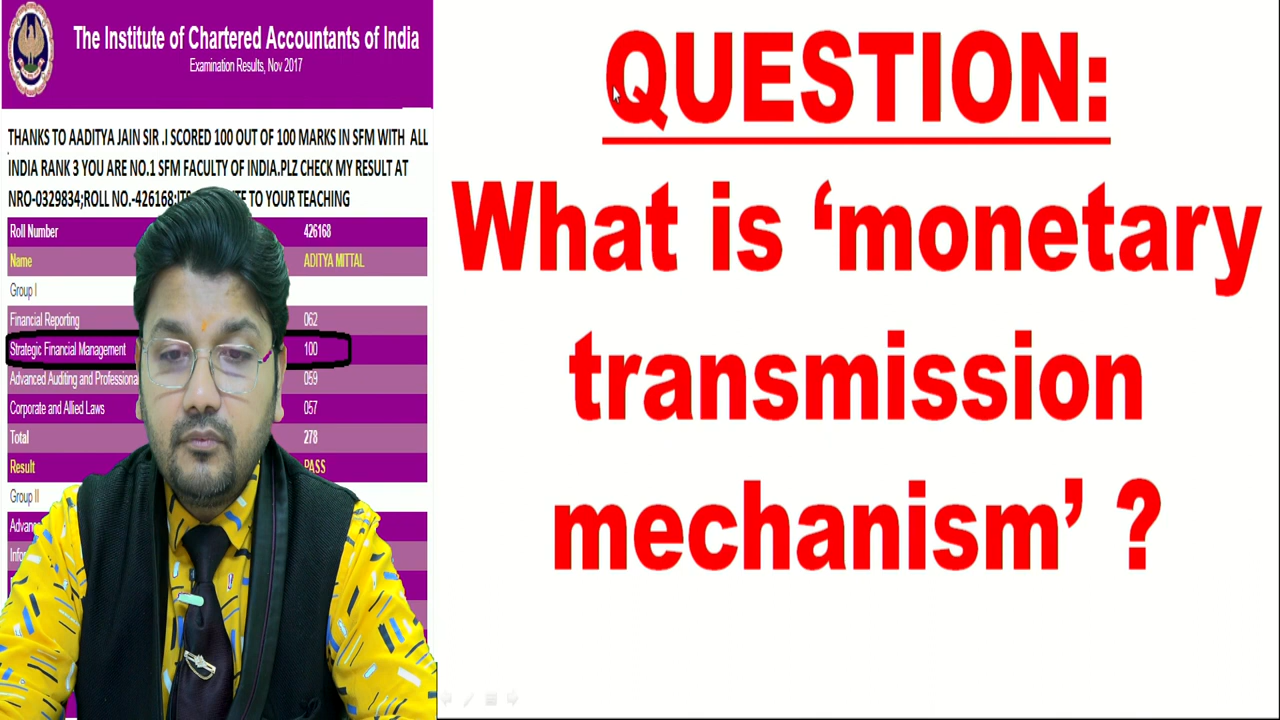 The Institute of Chartered Accountants of India
Examination Results, Nov 2017
THANKS TO AADITYA JAIN SIR .I SCORED 100 OUT OF 100 MARKS IN SFM WITH ALL
INDIA RANK 3 YOU ARE NO.1 SFM FACULTY OF INDIA.PLZ CHECK MY RESULT AT
NRO-0329834;ROLL NO.-426168; TO YOUR TEACHING
Roll Number 426168
Name ADITYA MITTAL
Group I
Financial Reporting 062
Strategic Financial Management 100
Advanced Auditing and 059
Corporate and Allied Laws 057
Total 278
Result PASS
Group II
QUESTION:
What is ‘monetary
transmission
mechanism’ ?